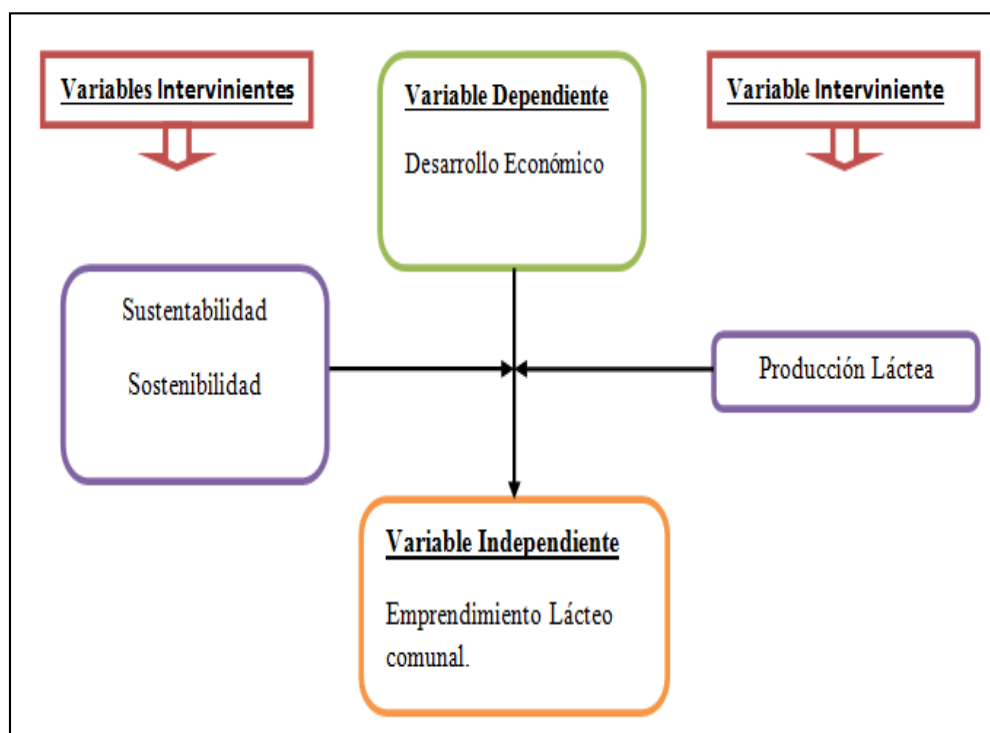 Variables Intervinientes
Variable Dependiente
Desarrollo Económico
Variable Interviniente
Sustentabilidad
Sostenibilidad
Producción Láctea
Variable Independiente
Emprendimiento Lácteo
comunal.